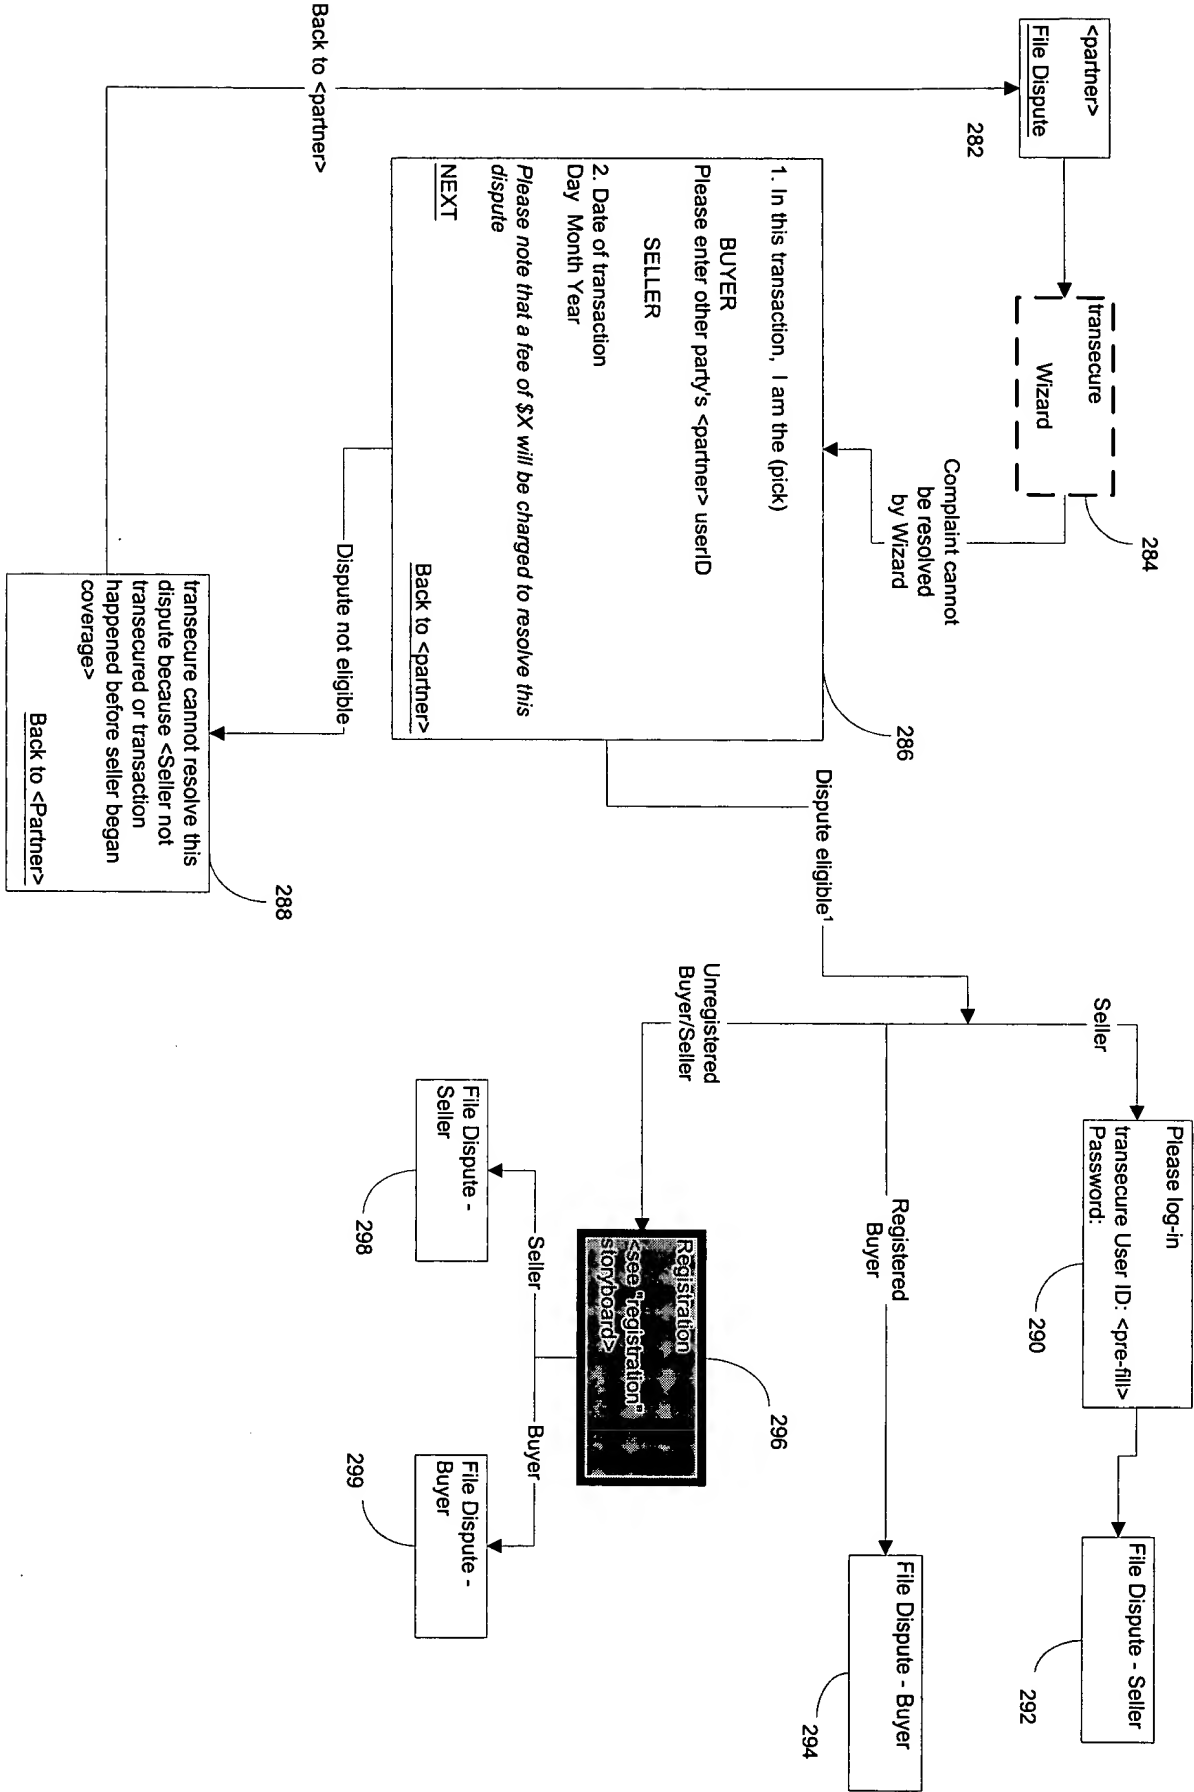 <partner>
File Dispute
282
transecure
Wizard
284
Complaint cannot
be resolved
by Wizard
1. In this transaction, I am the (pick)
BUYER
Please enter other party's <partner> userID
SELLER
2. Date of transaction
Day Month Year
Please note that a fee of $X will be charged to resolve this
dispute
NEXT
Back to <partner>
286
Back to <partner>
Dispute not eligible
transecure cannot resolve this
dispute because <Seller not
transecured or transaction
happened before seller began
coverage>
Back to <Partner>
288
Dispute eligible¹
Seller
Please log-in
transecure User ID: <pre-fill>
Password:
290
File Dispute - Seller
292
Registered
Buyer
File Dispute - Buyer
294
Unregistered
Buyer/Seller
Registration
<see "registration"
storyboard>
296
Seller
File Dispute -
Seller
298
Buyer
File Dispute -
Buyer
299